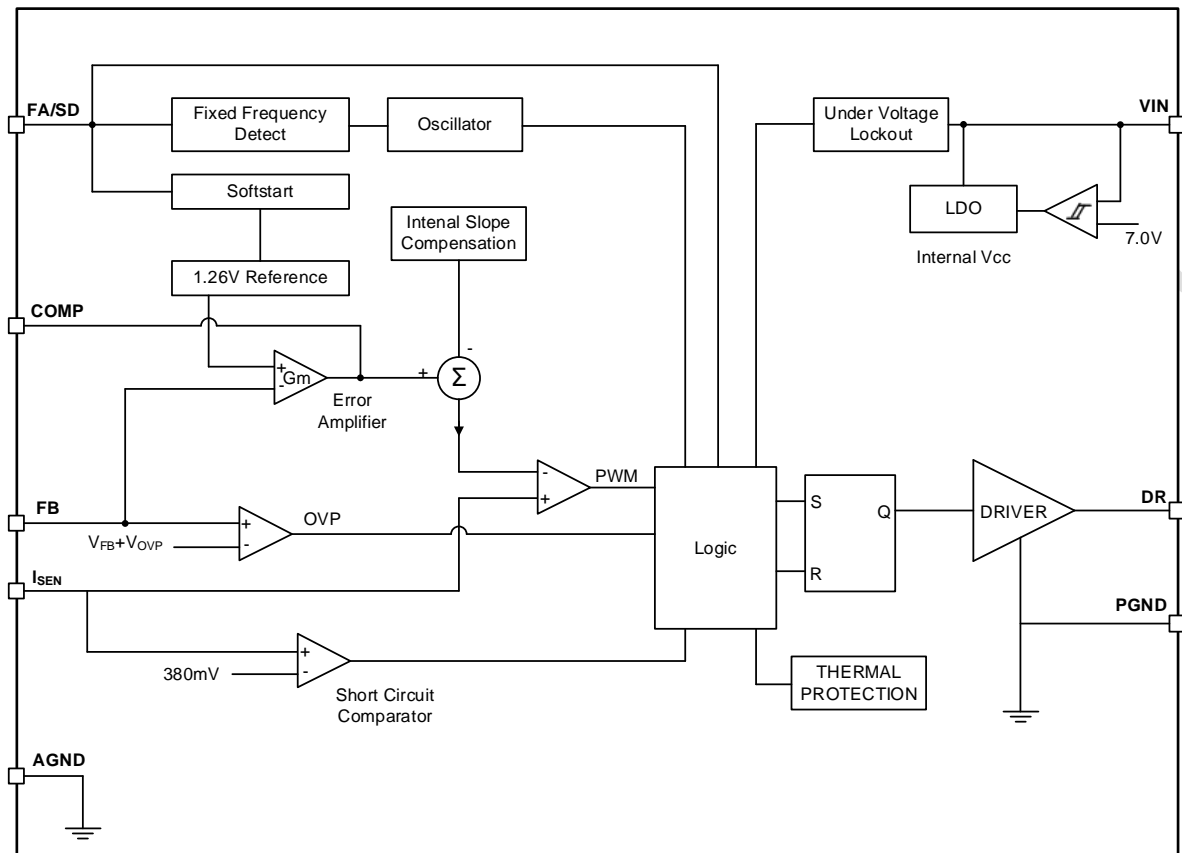 FA/SD
Fixed Frequency
Detect
Oscillator
Under Voltage
Lockout
VIN
Softstart
LDO
7.0V
Internal Vcc
Intenal Slope
Compensation
1.26V Reference
COMP
-
+
-
Gm
+
Σ
Error
Amplifier
-
+
PWM
FB
+
-
OVP
VFB+VOVP
Logic
S
R
Q
DRIVER
DR
ISEN
PGND
+
-
380mV
Short Circuit
Comparator
THERMAL
PROTECTION
AGND